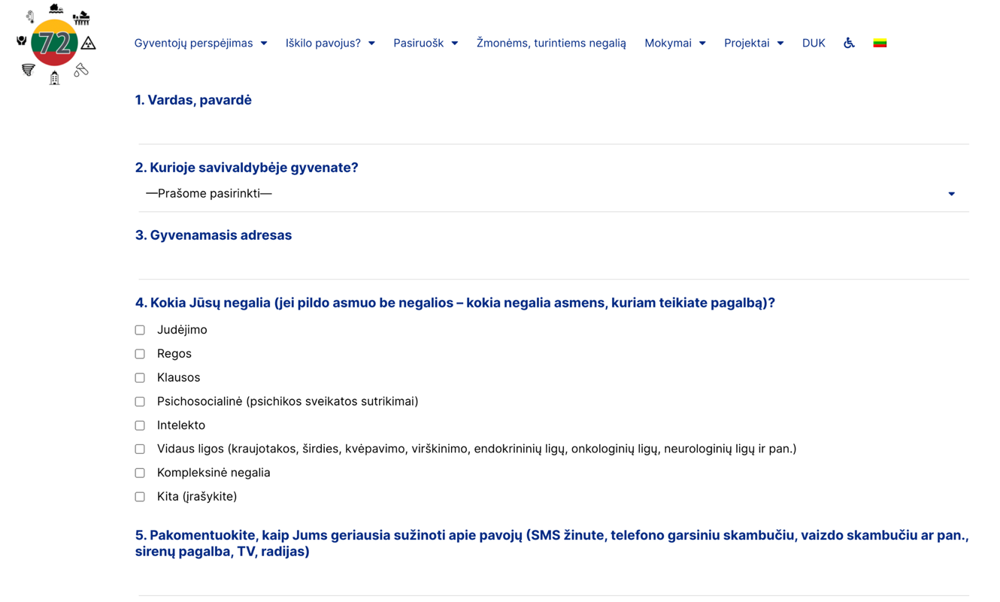 72
Gyventojų perspėjimas
Iškilo pavojus?
Pasiruošk
Žmonėms, turintiems negalią
Mokymai
Projektai
DUK
1. Vardas, pavardė
2. Kurioje savivaldybėje gyvenate?
—Prašome pasirinkti—
3. Gyvenamasis adresas
4. Kokia Jūsų negalia (jei pildo asmuo be negalios – kokia negalia asmens, kuriam teikiate pagalbą)?
Judėjimo
Regos
Klausos
Psichosocialinė (psichikos sveikatos sutrikimai)
Intelekto
Vidaus ligos (kraujotakos, širdies, kvėpavimo, virškinimo, endokrininių ligų, onkologinių ligų, neurologinių ligų ir pan.)
Kompleksinė negalia
Kita (įrašykite)
5. Pakomentuokite, kaip Jums geriausia sužinoti apie pavojų (SMS žinute, telefono garsiniu skambučiu, vaizdo skambučiu ar pan.,
sirenų pagalba, TV, radijas)